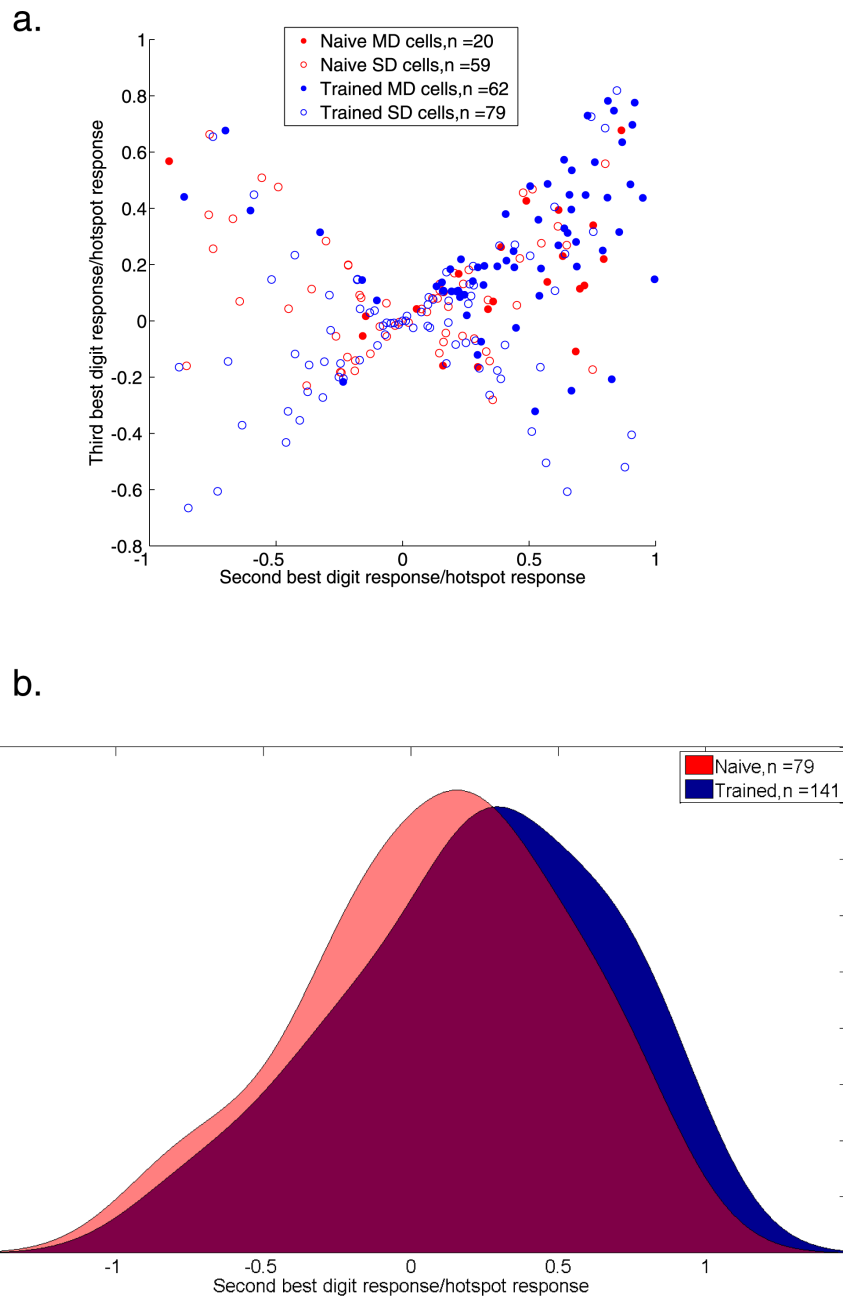 a.
Naive MD cells,n =20
Naive SD cells,n =59
Trained MD cells,n =62
Trained SD cells,n =79
1
0.8
0.6
0.4
0.2
0
-0.2
-0.4
-0.6
-0.8
Third best digit response/hotspot response
-1
-0.5
0
0.5
1
Second best digit response/hotspot response
b.
Naive,n =79
Trained,n =141
-1
-0.5
0
0.5
1
Second best digit response/hotspot response